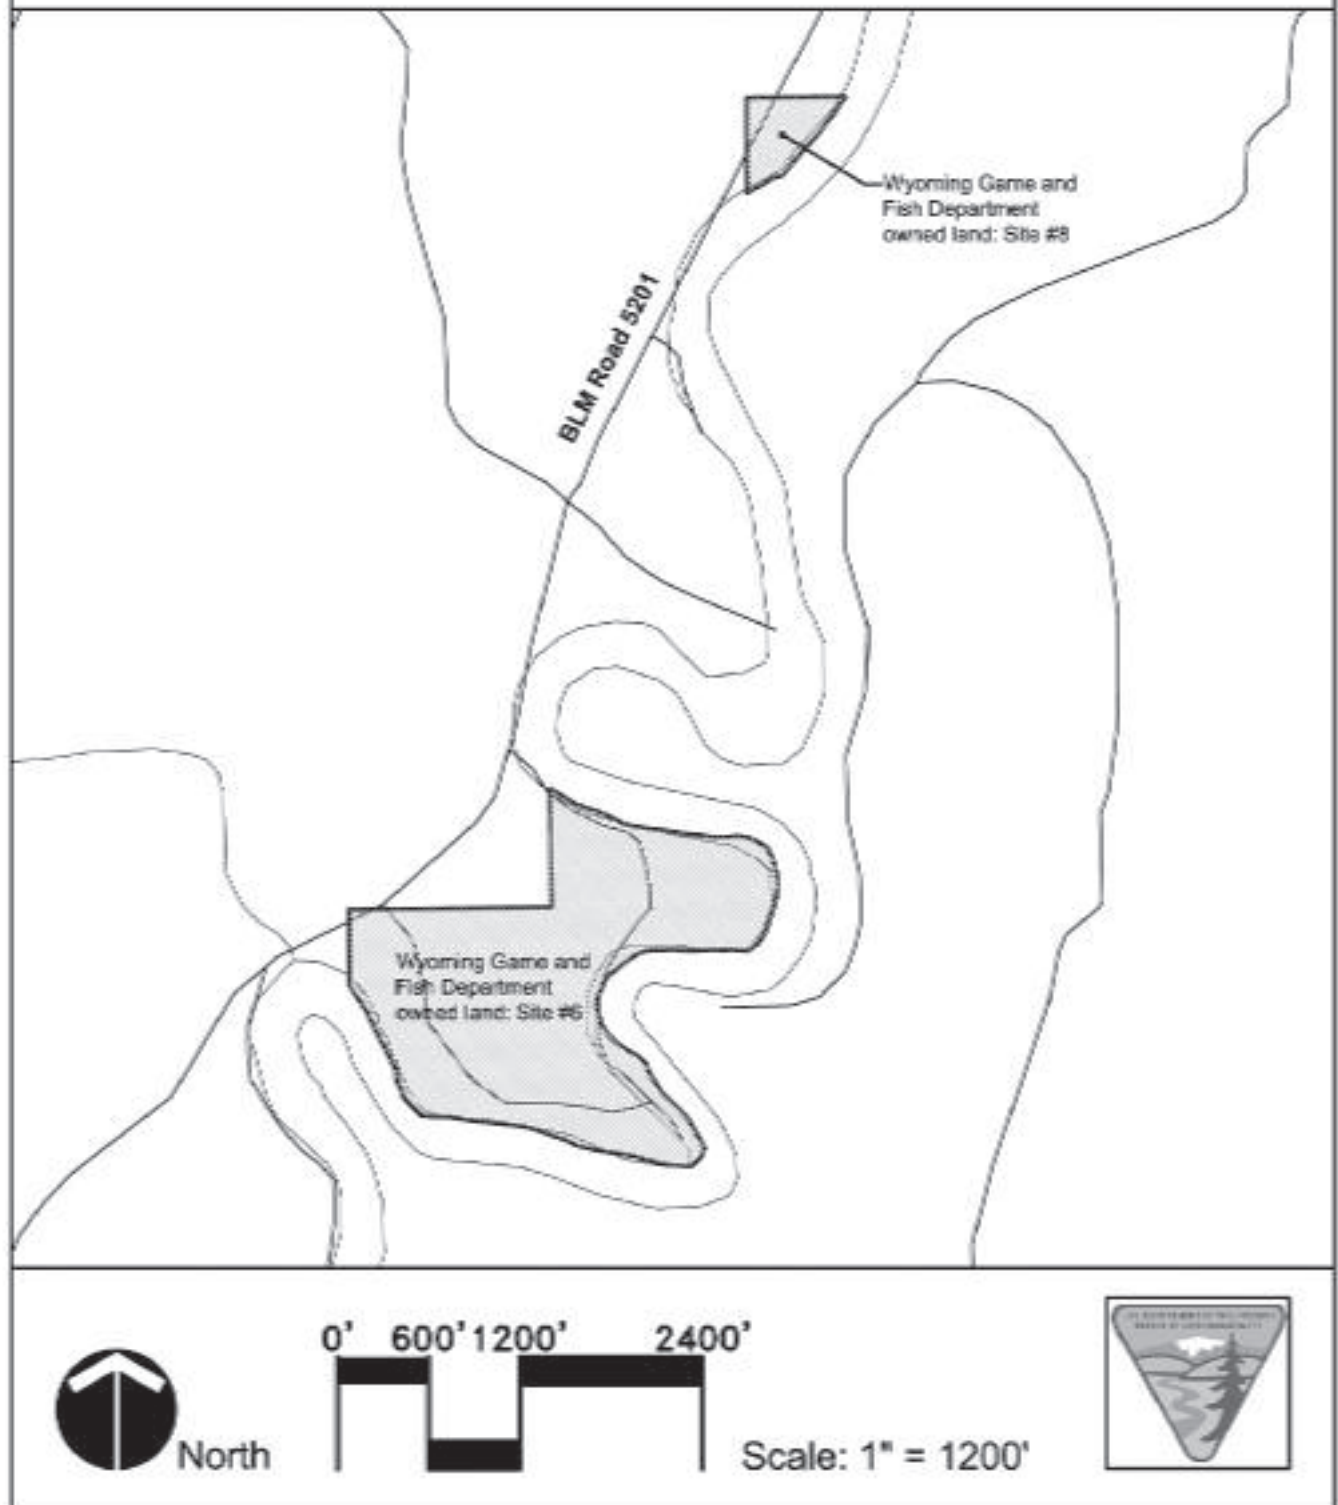 Wyoming Game and
Fish Department
owned land: Site #8
BLM Road 5201
Wyoming Game and
Fish Department
owned land: Site #6
0' 600' 1200' 2400'
North
Scale: 1" = 1200'